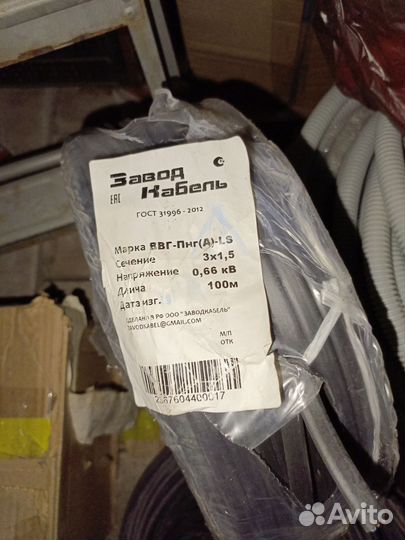 Завод
Кабель
ЕАС
ГОСТ 31996-2012
Марка ВВГ-Пнг(А)-LS
Сечение 3х1,5
Напряжение 0,66 кВ
Длина 100м
Дата изг.
СДЕЛАНО В РФ ООО "ЗАВОДКАБЕЛЬ"
ZAVODKABEL@GMAIL.COM
М/П
ОТК
Avito